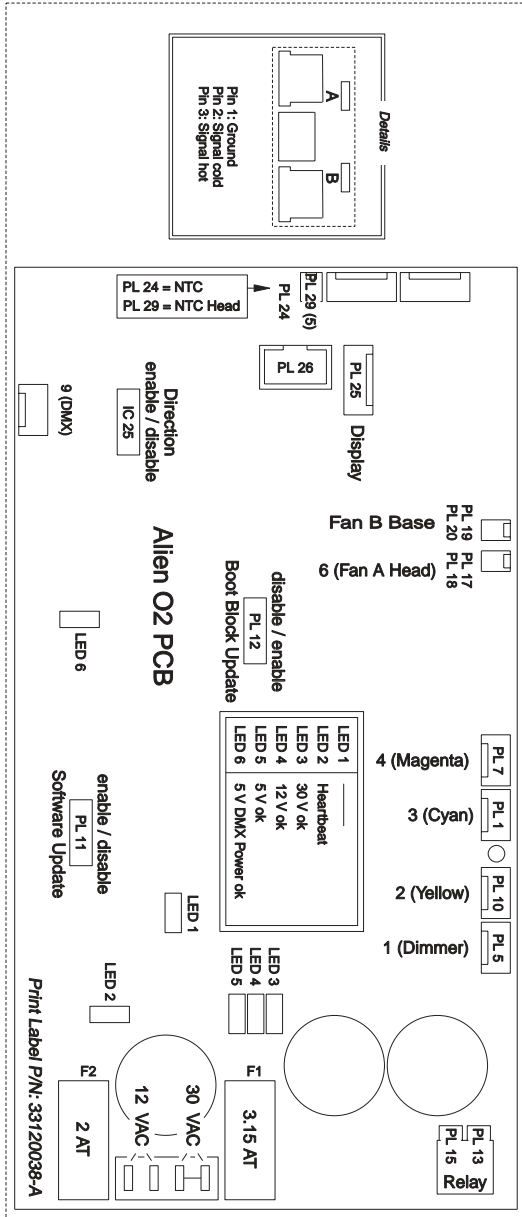 Details
A
B
Pin 1: Ground
Pin 2: Signal cold
Pin 3: Signal hot
PL 24 = NTC
PL 29 = NTC Head
PL 29 (5)
PL 24
PL 26
PL 25
Display
9 (DMX)
IC 25
Direction
enable / disable
Fan B Base
PL 19
PL 20
6 (Fan A Head)
PL 17
PL 18
Alien O2 PCB
disable / enable
PL 12
Boot Block Update
LED 6
LED 1
LED 2 Heartbeat
LED 3 30 V ok
LED 4 12 V ok
LED 5 5 V ok
LED 6 5 V DMX Power ok
4 (Magenta)
PL 7
3 (Cyan)
PL 1
2 (Yellow)
PL 10
1 (Dimmer)
PL 5
enable / disable
PL 11
Software Update
LED 1
LED 3
LED 4
LED 5
LED 2
F2
2 AT
12 VAC
30 VAC
F1
3.15 AT
PL 13
PL 15
Relay
Print Label P/N: 33120038-A